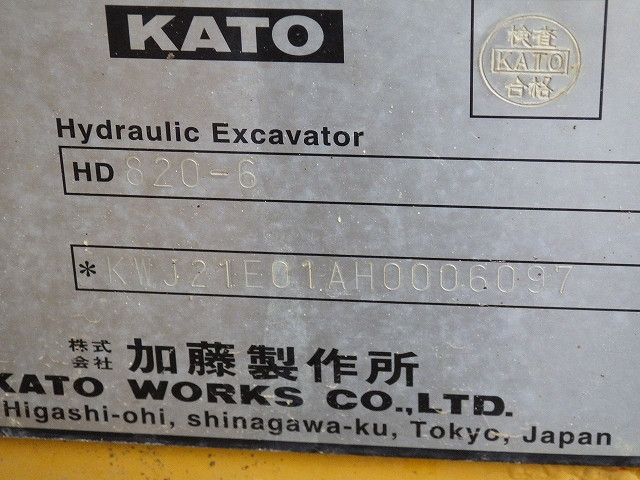 KATO
検査
KATO
合格
Hydraulic Excavator
HD 820-6
*KWJ21E01AH0006097
株式会社 加藤製作所
KATO WORKS CO.,LTD.
Higashi-ohi, shinagawa-ku, Tokyo, Japan